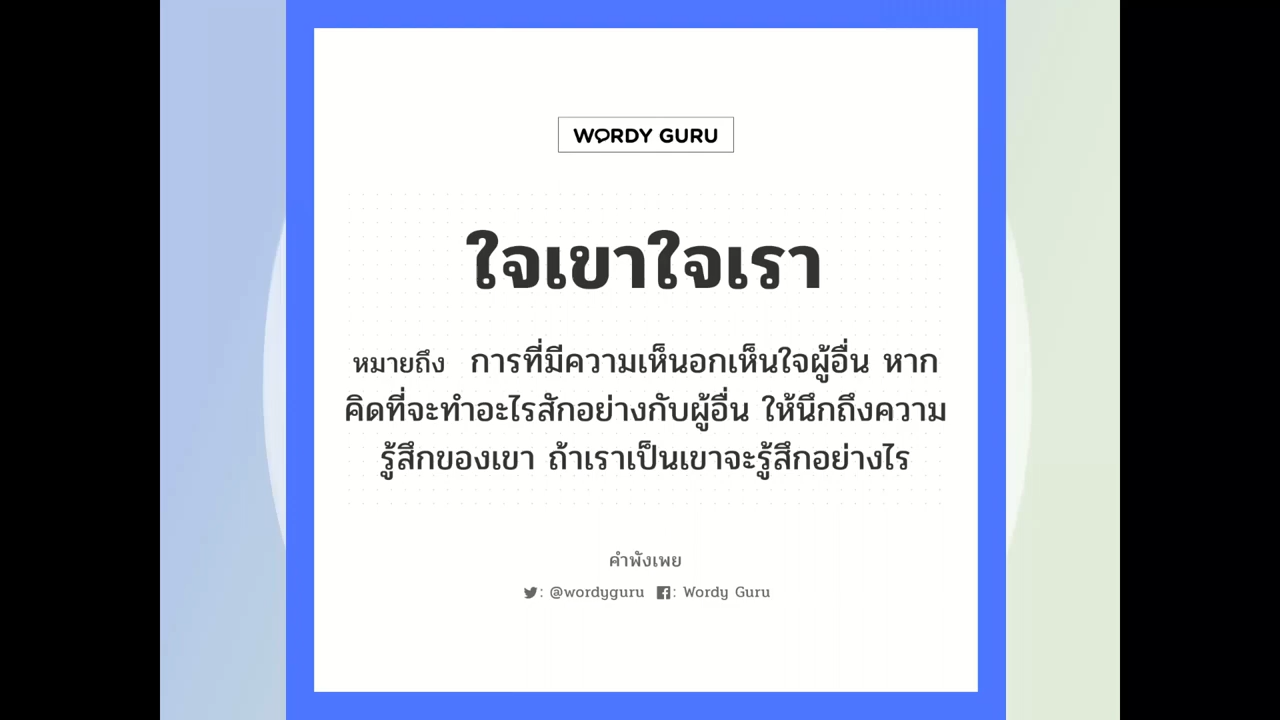 WORDY GURU
ใจเขาใจเรา
หมายถึง การที่มีความเห็นอกเห็นใจผู้อื่น หาก
คิดที่จะทำอะไรสักอย่างกับผู้อื่น ให้นึกถึงความ
รู้สึกของเขา ถ้าเราเป็นเขาจะรู้สึกอย่างไร
คำพังเพย
: @wordyguru : Wordy Guru